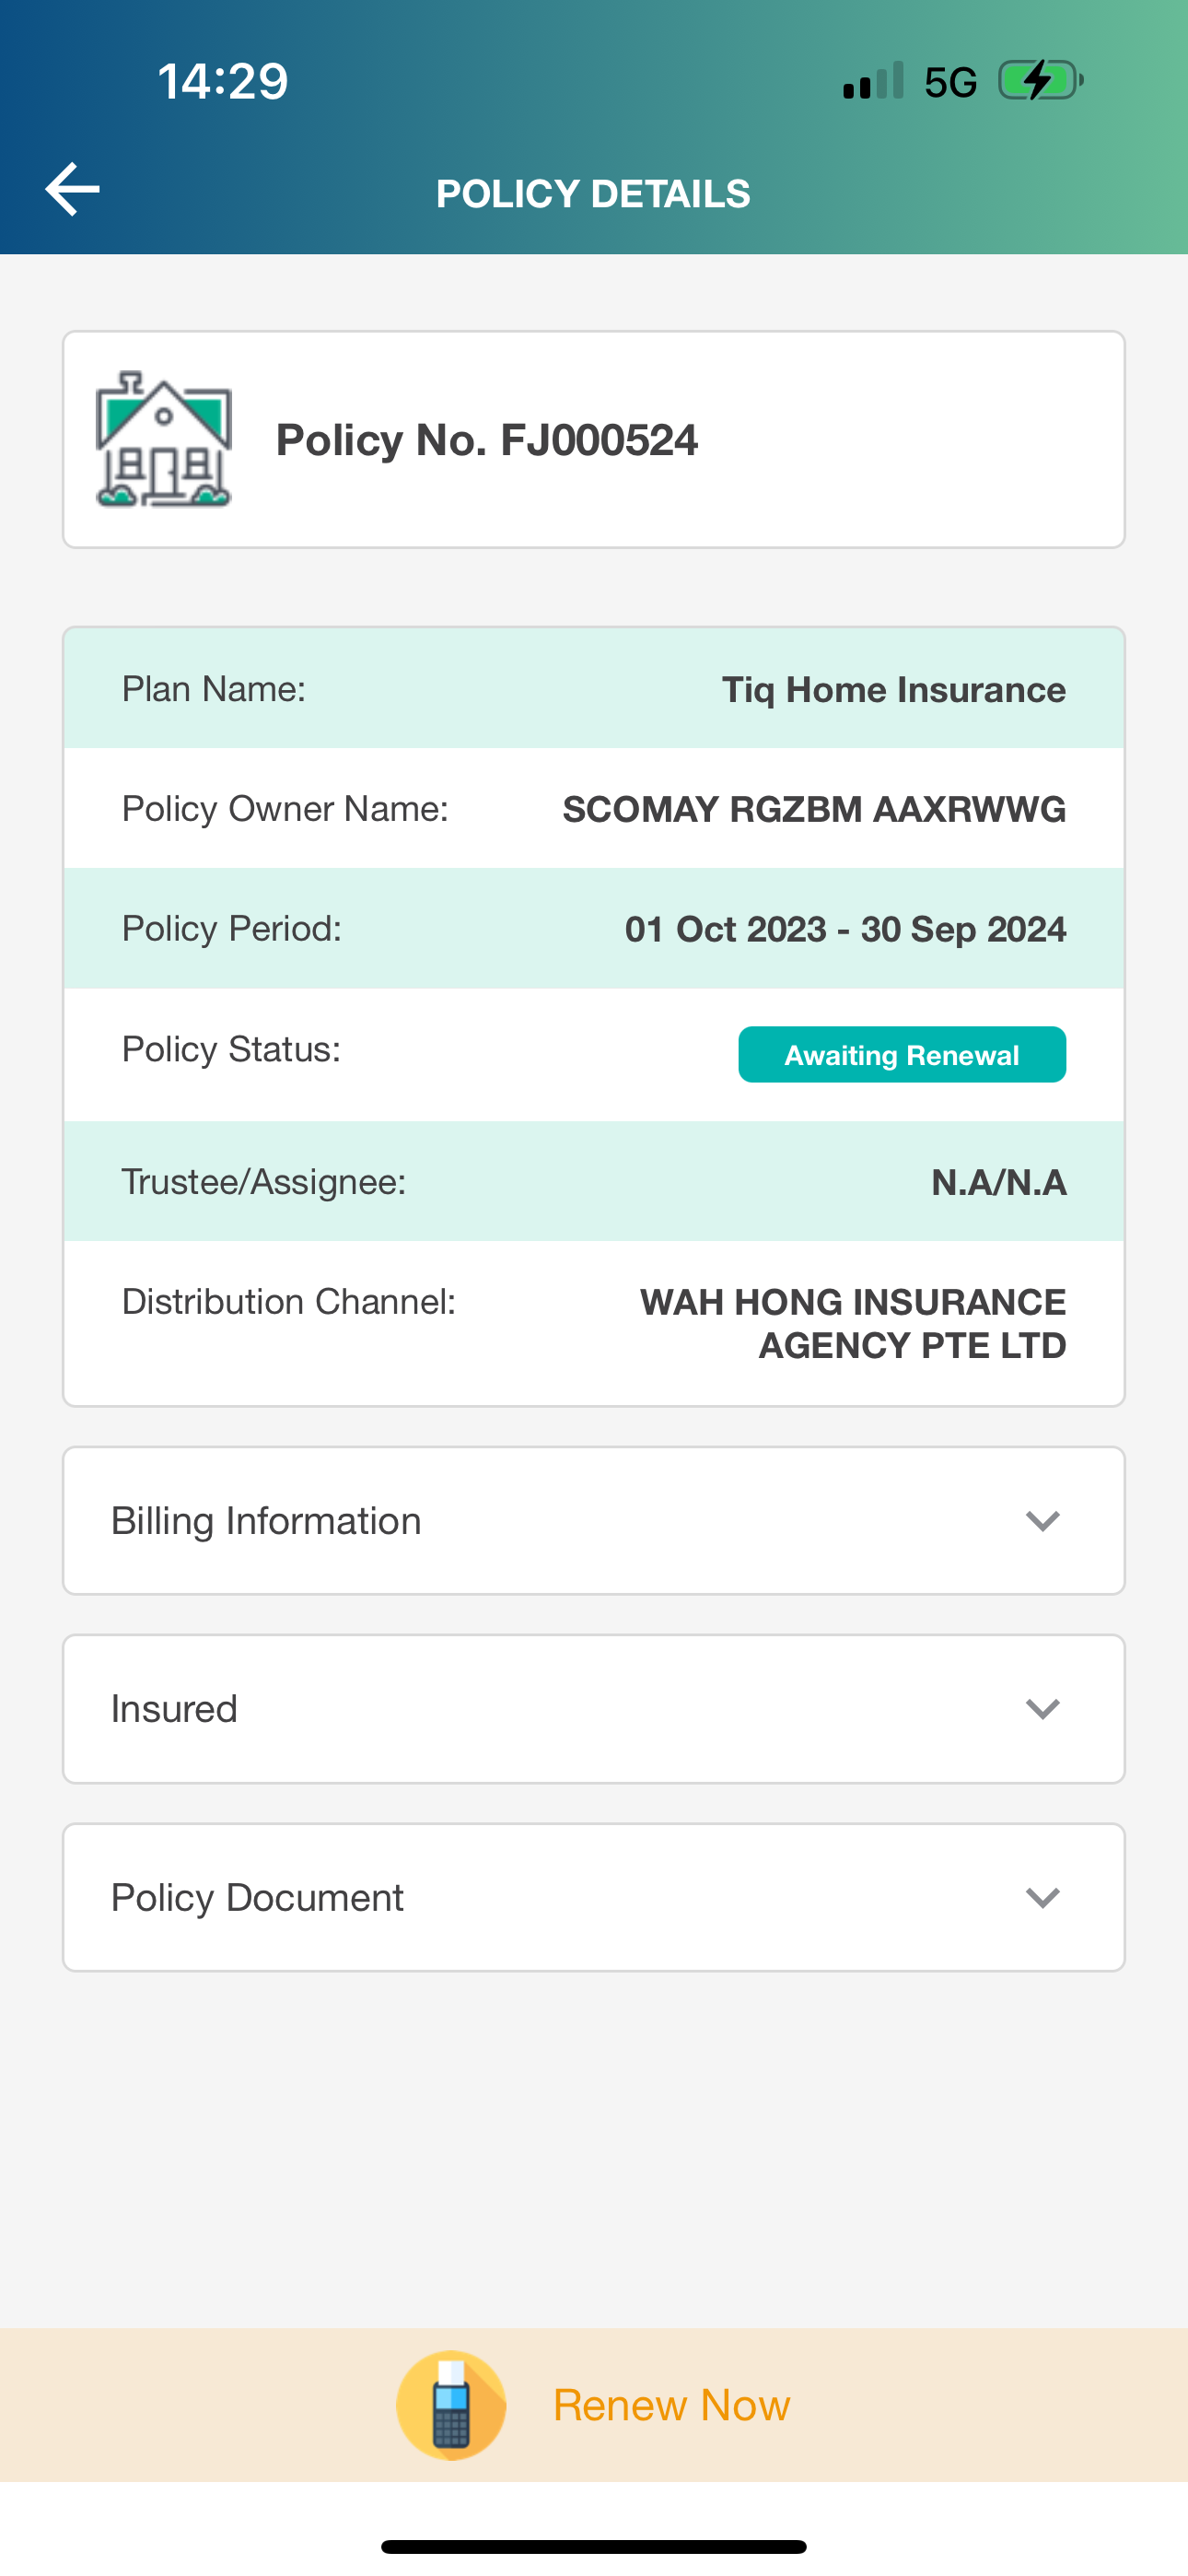 14:29
5G
POLICY DETAILS
Policy No. FJ000524
Plan Name: Tiq Home Insurance
Policy Owner Name: SCOMAY RGZBM AAXRWWG
Policy Period: 01 Oct 2023 - 30 Sep 2024
Policy Status: Awaiting Renewal
Trustee/Assignee: N.A/N.A
Distribution Channel: WAH HONG INSURANCE
AGENCY PTE LTD
Billing Information
Insured
Policy Document
Renew Now